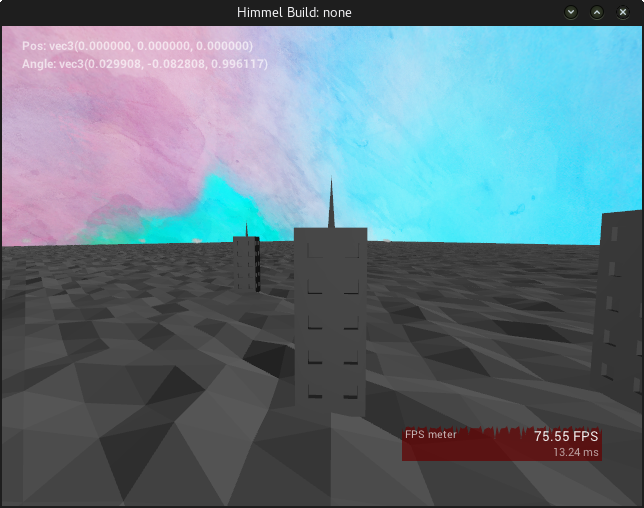 Himmel Build: none
Pos: vec3(0.000000, 0.000000, 0.000000)
Angle: vec3(0.029908, -0.082808, 0.996117)
FPS meter
75.55 FPS
13.24 ms